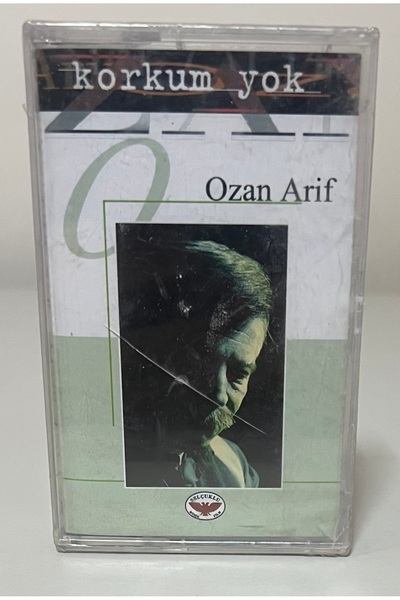 korkum yok
Ozan Arif
SELÇUKLU